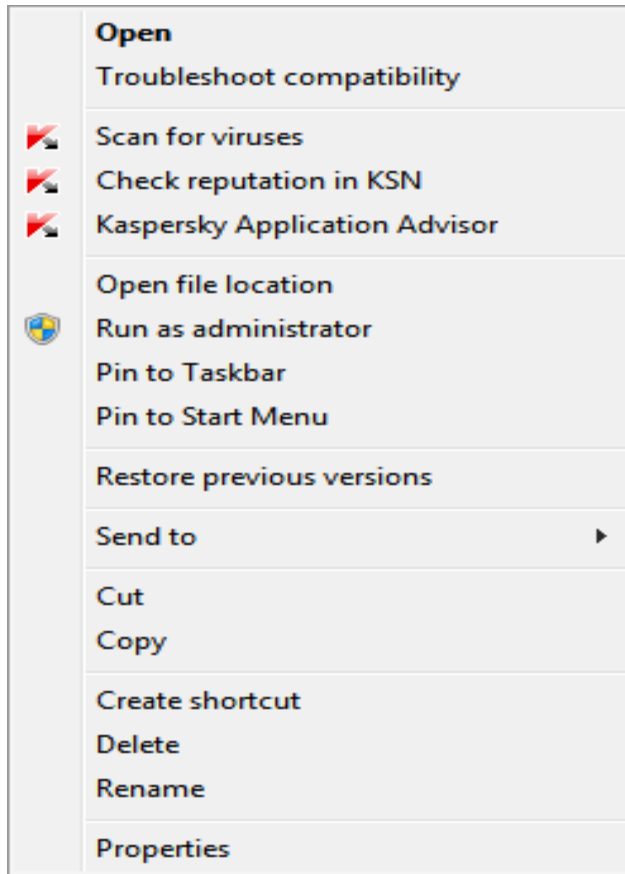 Open
Troubleshoot compatibility
Scan for viruses
Check reputation in KSN
Kaspersky Application Advisor
Open file location
Run as administrator
Pin to Taskbar
Pin to Start Menu
Restore previous versions
Send to
Cut
Copy
Create shortcut
Delete
Rename
Properties